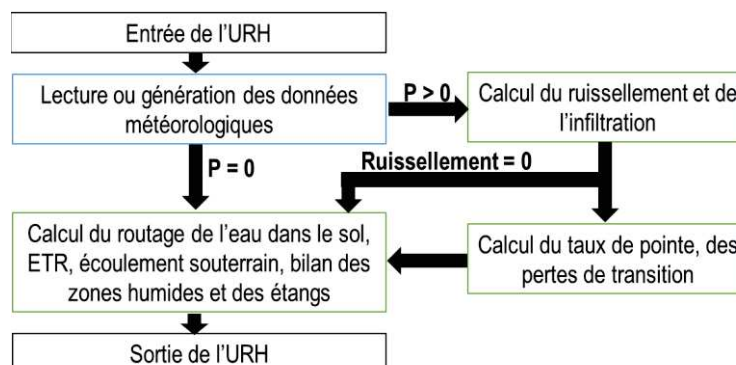 Entrée de l'URH
Lecture ou génération des données
météorologiques
P > 0
Calcul du ruissellement et de
l'infiltration
P = 0
Ruissellement = 0
Calcul du routage de l'eau dans le sol,
ETR, écoulement souterrain, bilan des
zones humides et des étangs
Calcul du taux de pointe, des
pertes de transition
Sortie de l'URH